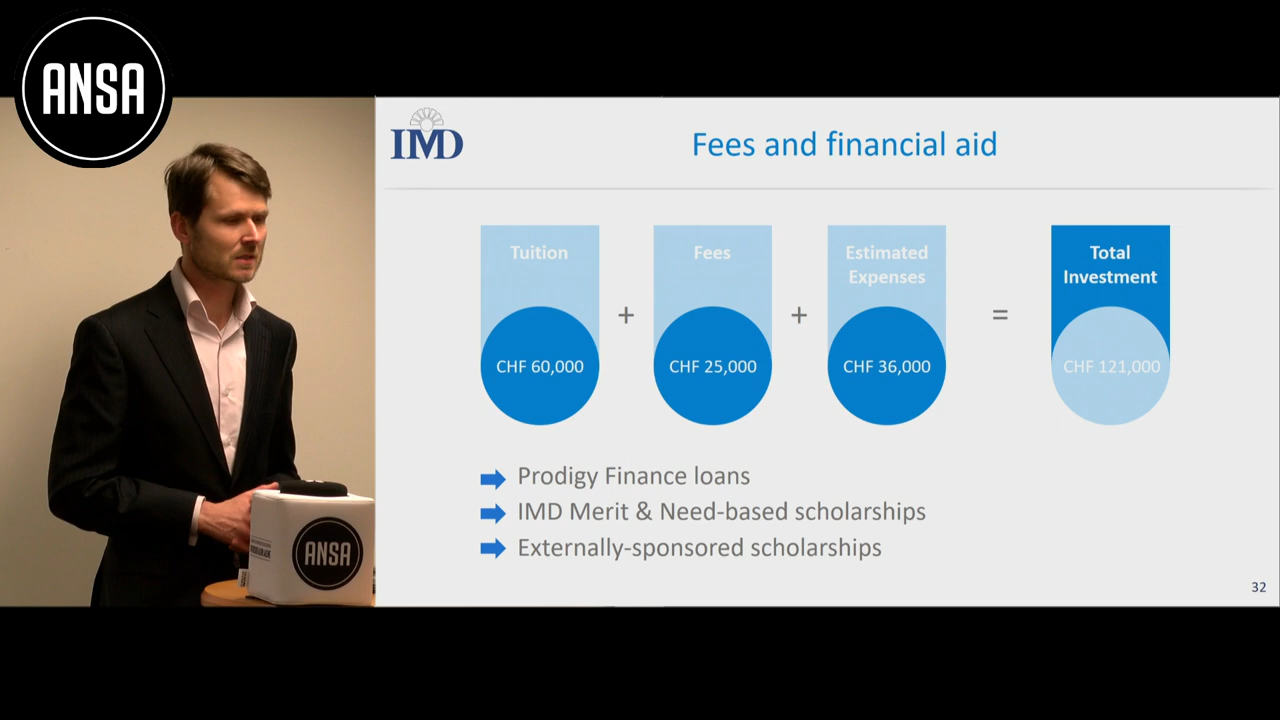 ANSA
IMD
Fees and financial aid
Tuition
Fees
Estimated
Expenses
Total
Investment
+
+
=
CHF 60,000
CHF 25,000
CHF 36,000
CHF 121,000
Prodigy Finance loans
IMD Merit & Need-based scholarships
Externally-sponsored scholarships
ANSA
32